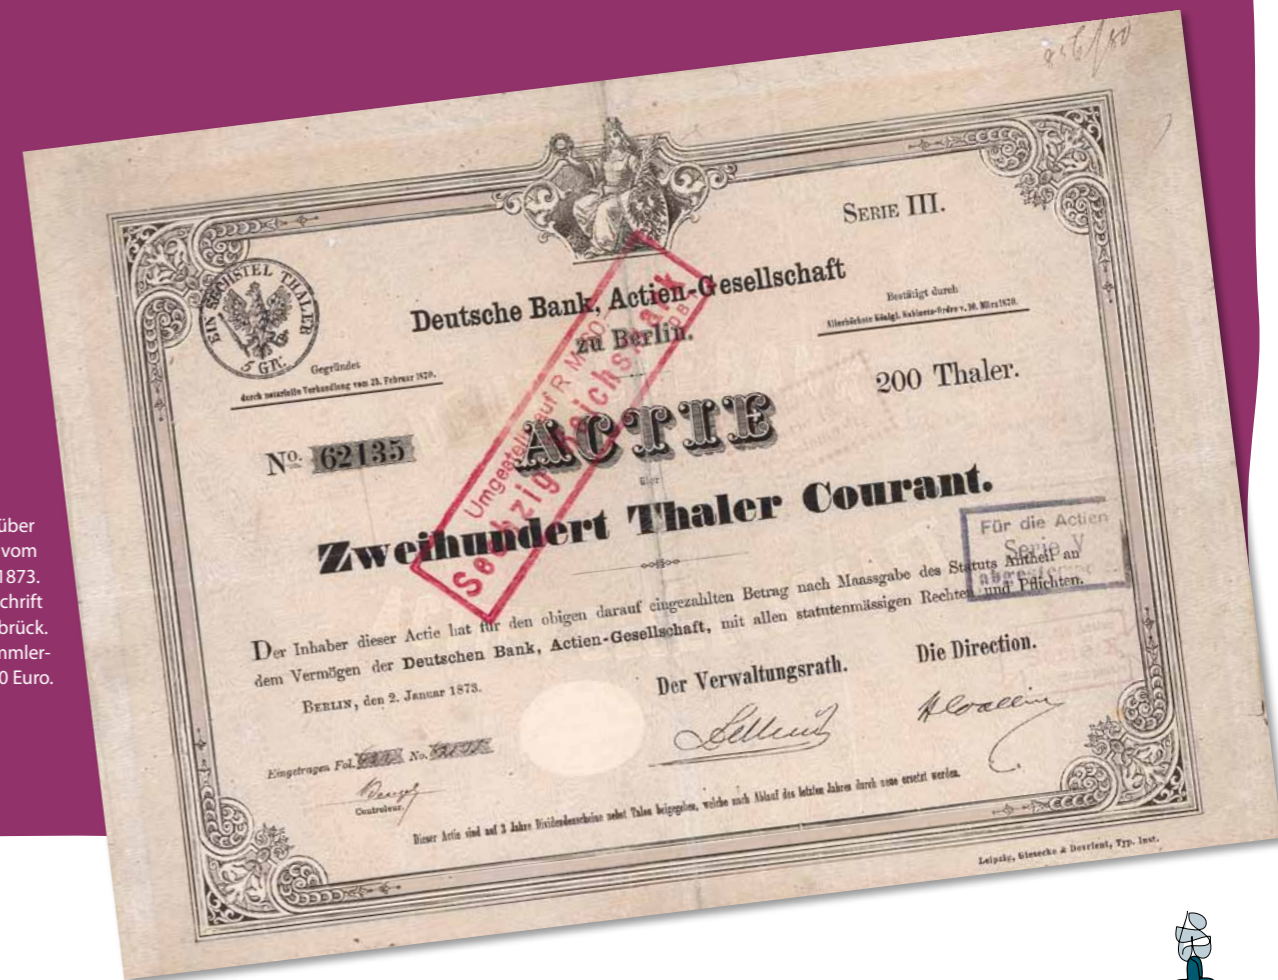 SERIE III.
EIN SECHSTEL THALER
5 GR.
Deutsche Bank, Actien-Gesellschaft
zu Berlin.
Gegründet
durch notarielle Verhandlung vom 23. Februar 1870.
Bestätigt durch
Allerhöchste Königl. Kabinets-Ordre v. 10. März 1870.
200 Thaler.
No. 62135
ACTIE
über
Zweihundert Thaler Courant.
Umgestellt auf R M 60
Sechzig Reichsmark
Für die Actien
Serie V
Der Inhaber dieser Actie hat für den obigen darauf eingezahlten Betrag nach Maassgabe des Statuts Antheil an
dem Vermögen der Deutschen Bank, Actien-Gesellschaft, mit allen statutenmässigen Rechten und Pflichten.
BERLIN, den 2. Januar 1873.
Der Verwaltungsrath.
Die Direction.
Eingetragen Fol. No.
Controleur.
Dieser Actie sind auf 3 Jahre Dividendenscheine nebst Talon beigegeben, welche nach Ablauf des letzten Jahres durch neue ersetzt werden.
Leipzig, Giesecke & Devrient, Typ. Inst.
über
vom
1873.
chrift
brück.
mmler-
0 Euro.